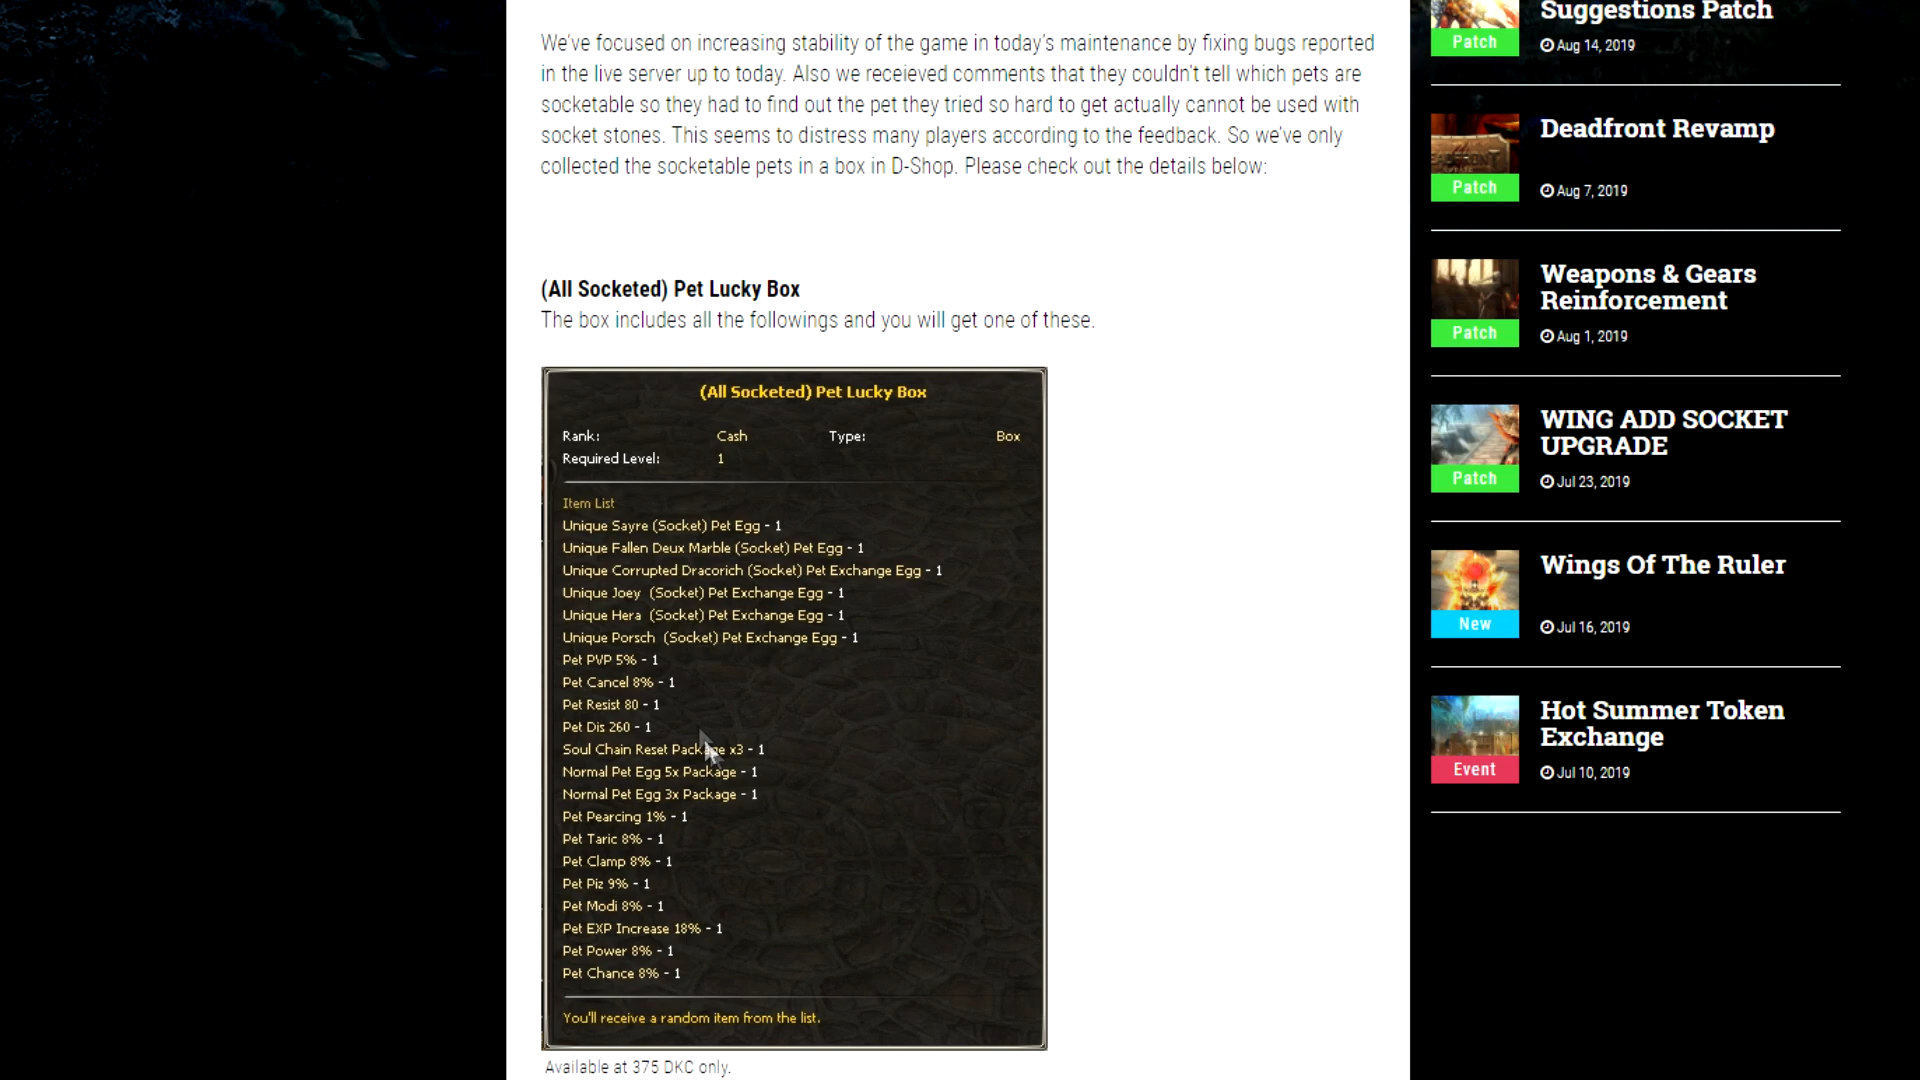 We've focused on increasing stability of the game in today's maintenance by fixing bugs reported
in the live server up to today. Also we receieved comments that they couldn't tell which pets are
socketable so they had to find out the pet they tried so hard to get actually cannot be used with
socket stones. This seems to distress many players according to the feedback. So we've only
collected the socketable pets in a box in D-Shop. Please check out the details below:
(All Socketed) Pet Lucky Box
The box includes all the followings and you will get one of these.
(All Socketed) Pet Lucky Box
Rank: Cash Type: Box
Required Level: 1
Item List
Unique Sayre (Socket) Pet Egg - 1
Unique Fallen Deux Marble (Socket) Pet Egg - 1
Unique Corrupted Dracorich (Socket) Pet Exchange Egg - 1
Unique Joey (Socket) Pet Exchange Egg - 1
Unique Hera (Socket) Pet Exchange Egg - 1
Unique Porsch (Socket) Pet Exchange Egg - 1
Pet PVP 5% - 1
Pet Cancel 8% - 1
Pet Resist 80 - 1
Pet Dis 260 - 1
Soul Chain Reset Package x3 - 1
Normal Pet Egg 5x Package - 1
Normal Pet Egg 3x Package - 1
Pet Pearcing 1% - 1
Pet Taric 8% - 1
Pet Clamp 8% - 1
Pet Piz 9% - 1
Pet Modi 8% - 1
Pet EXP Increase 18% - 1
Pet Power 8% - 1
Pet Chance 8% - 1
You'll receive a random item from the list.
Available at 375 DKC only.
Suggestions Patch
Patch
Aug 14, 2019
Deadfront Revamp
Patch
Aug 7, 2019
Weapons & Gears
Reinforcement
Patch
Aug 1, 2019
WING ADD SOCKET
UPGRADE
Patch
Jul 23, 2019
Wings Of The Ruler
New
Jul 16, 2019
Hot Summer Token
Exchange
Event
Jul 10, 2019